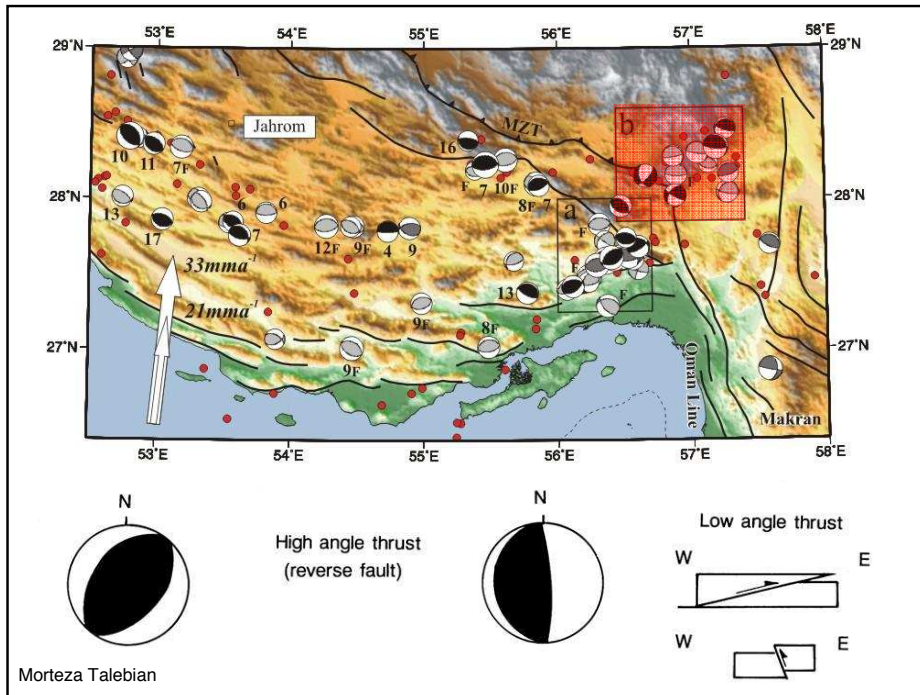 53°E 54°E 55°E 56°E 57°E 58°E
29°N 29°N
Jahrom
MZT
b
10 11 7F 16
F 7 10F
28°N 8F 7 28°N
13 6 6 a
17 7 12F 9F 4 9
33mma⁻¹ F
13 F
21mma⁻¹ 9F
8F
27°N 27°N
9F
Oman Line
Makran
53°E 54°E 55°E 56°E 57°E 58°E
N N
Low angle thrust
High angle thrust
(reverse fault)
W E
W E
Morteza Talebian